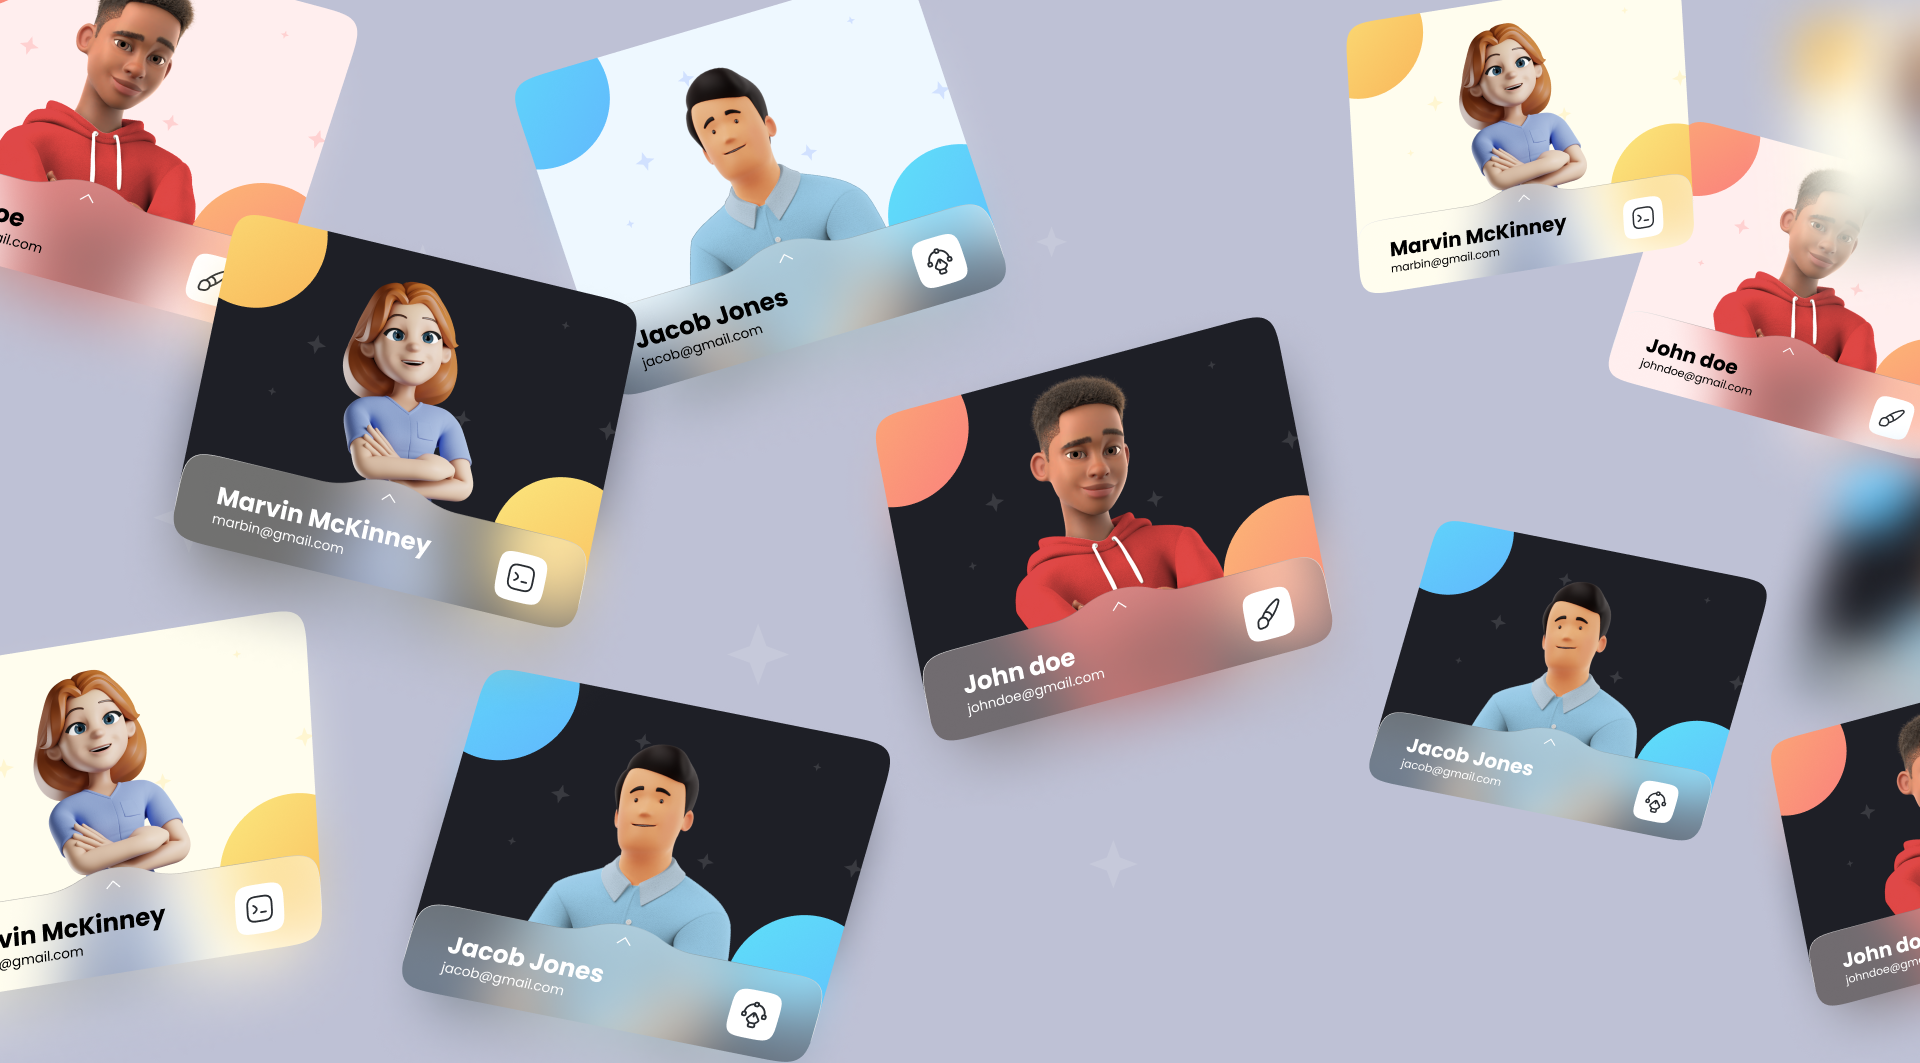 oe
ail.com
Jacob Jones
jacob@gmail.com
Marvin McKinney
marbin@gmail.com
John doe
johndoe@gmail.com
Marvin McKinney
marbin@gmail.com
John doe
johndoe@gmail.com
Jacob Jones
jacob@gmail.com
vin McKinney
@gmail.com
Jacob Jones
jacob@gmail.com
John do
johndoe@gm